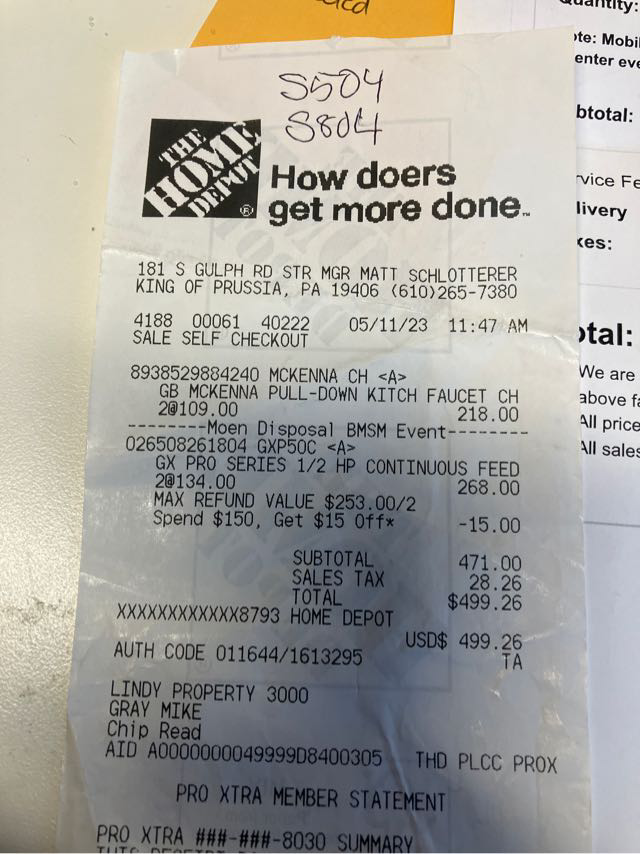 S504
S804
THE HOME DEPOT ®
How doers
get more done.™
181 S GULPH RD STR MGR MATT SCHLOTTERER
KING OF PRUSSIA, PA 19406 (610)265-7380
4188 00061 40222 05/11/23 11:47 AM
SALE SELF CHECKOUT
8938529884240 MCKENNA CH <A>
GB MCKENNA PULL-DOWN KITCH FAUCET CH
2@109.00 218.00
--------Moen Disposal BMSM Event--------
026508261804 GXP50C <A>
GX PRO SERIES 1/2 HP CONTINUOUS FEED
2@134.00 268.00
MAX REFUND VALUE $253.00/2
Spend $150, Get $15 Off* -15.00
SUBTOTAL 471.00
SALES TAX 28.26
TOTAL $499.26
XXXXXXXXXXXX8793 HOME DEPOT
USD$ 499.26
AUTH CODE 011644/1613295 TA
LINDY PROPERTY 3000
GRAY MIKE
Chip Read
AID A0000000049999D8400305 THD PLCC PROX
PRO XTRA MEMBER STATEMENT
PRO XTRA ###-###-8030 SUMMARY
Quantity:
ote: Mobi
enter eve
btotal:
rvice Fe
livery
xes:
otal:
We are
above fa
All price
All sales